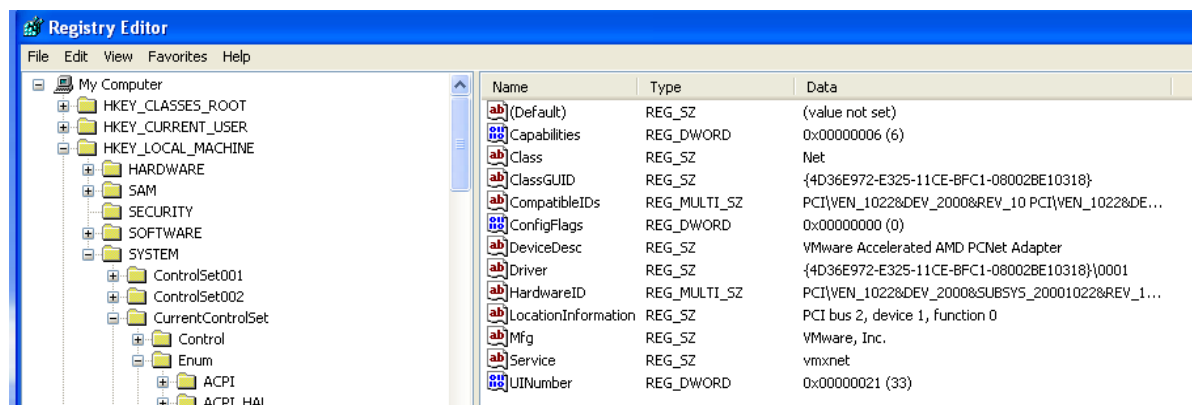 Registry Editor
File Edit View Favorites Help
My Computer
HKEY_CLASSES_ROOT
HKEY_CURRENT_USER
HKEY_LOCAL_MACHINE
HARDWARE
SAM
SECURITY
SOFTWARE
SYSTEM
ControlSet001
ControlSet002
CurrentControlSet
Control
Enum
ACPI
ACPI_HAL
Name Type Data
(Default) REG_SZ (value not set)
Capabilities REG_DWORD 0x00000006 (6)
Class REG_SZ Net
ClassGUID REG_SZ {4D36E972-E325-11CE-BFC1-08002BE10318}
CompatibleIDs REG_MULTI_SZ PCI\VEN_1022&DEV_2000&REV_10 PCI\VEN_1022&DE...
ConfigFlags REG_DWORD 0x00000000 (0)
DeviceDesc REG_SZ VMware Accelerated AMD PCNet Adapter
Driver REG_SZ {4D36E972-E325-11CE-BFC1-08002BE10318}\0001
HardwareID REG_MULTI_SZ PCI\VEN_1022&DEV_2000&SUBSYS_20001022&REV_1...
LocationInformation REG_SZ PCI bus 2, device 1, function 0
Mfg REG_SZ VMware, Inc.
Service REG_SZ vmxnet
UINumber REG_DWORD 0x00000021 (33)